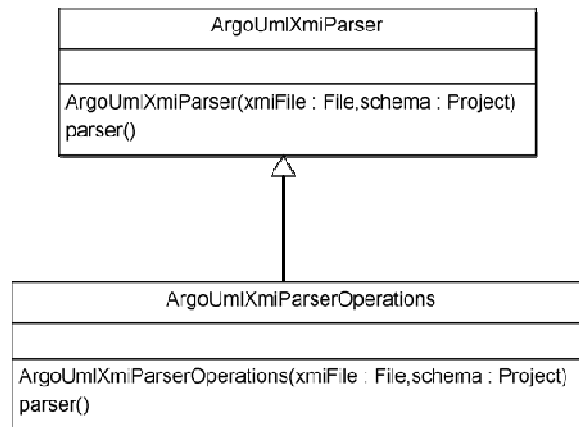 ArgoUmlXmiParser
ArgoUmlXmiParser(xmiFile : File,schema : Project)
parser()
ArgoUmlXmiParserOperations
ArgoUmlXmiParserOperations(xmiFile : File,schema : Project)
parser()